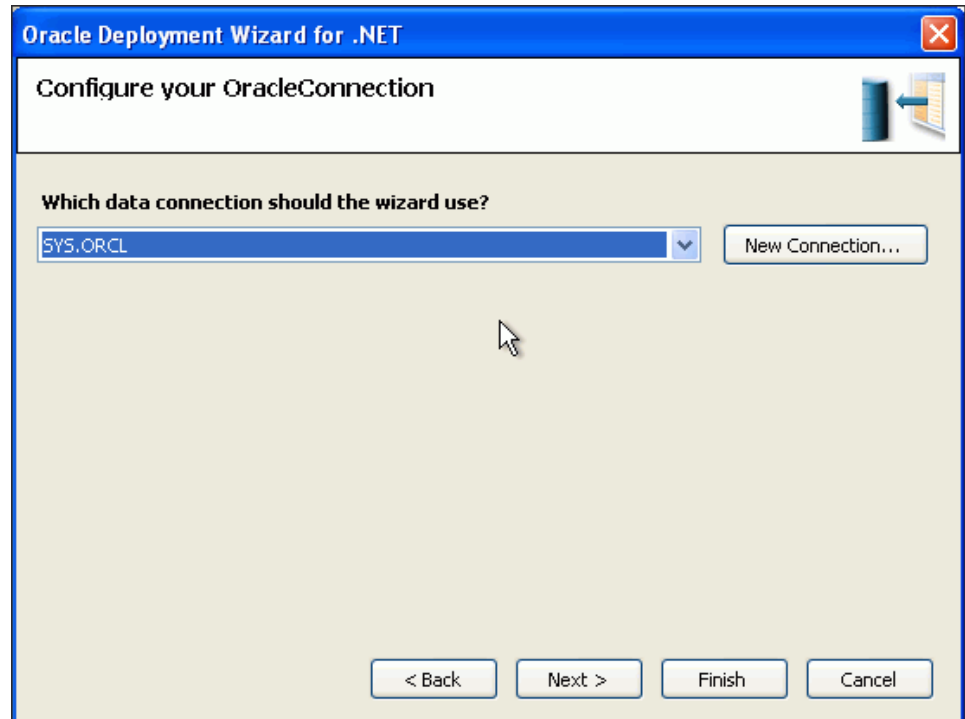 Oracle Deployment Wizard for .NET
Configure your OracleConnection
Which data connection should the wizard use?
SYS.ORCL
New Connection...
< Back
Next >
Finish
Cancel